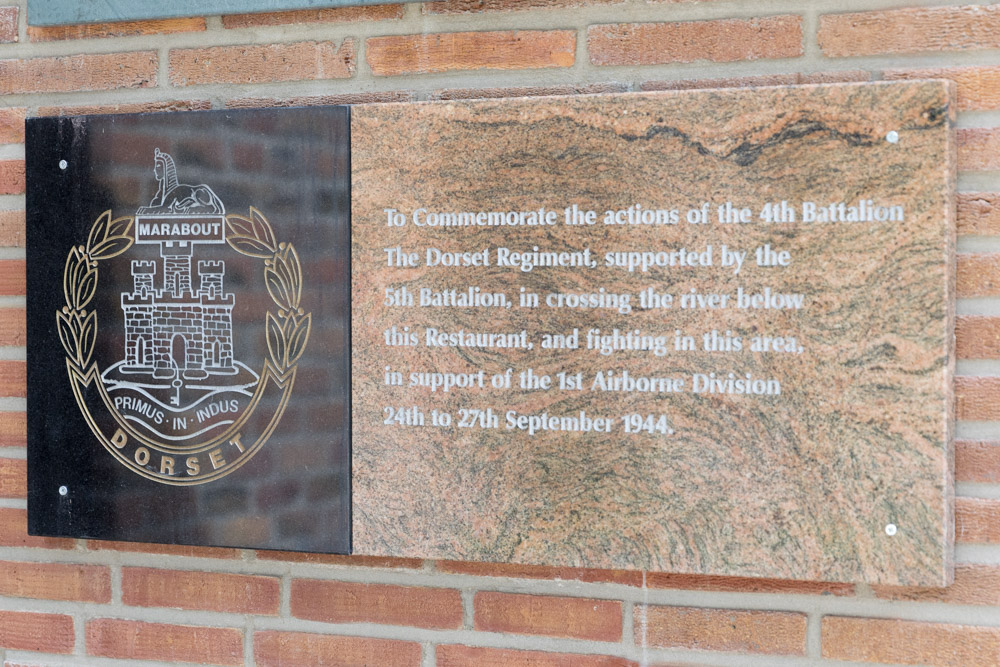 MARABOUT
PRIMUS·IN·INDUS
DORSET
To Commemorate the actions of the 4th Battalion
The Dorset Regiment, supported by the
5th Battalion, in crossing the river below
this Restaurant, and fighting in this area,
in support of the 1st Airborne Division
24th to 27th September 1944.